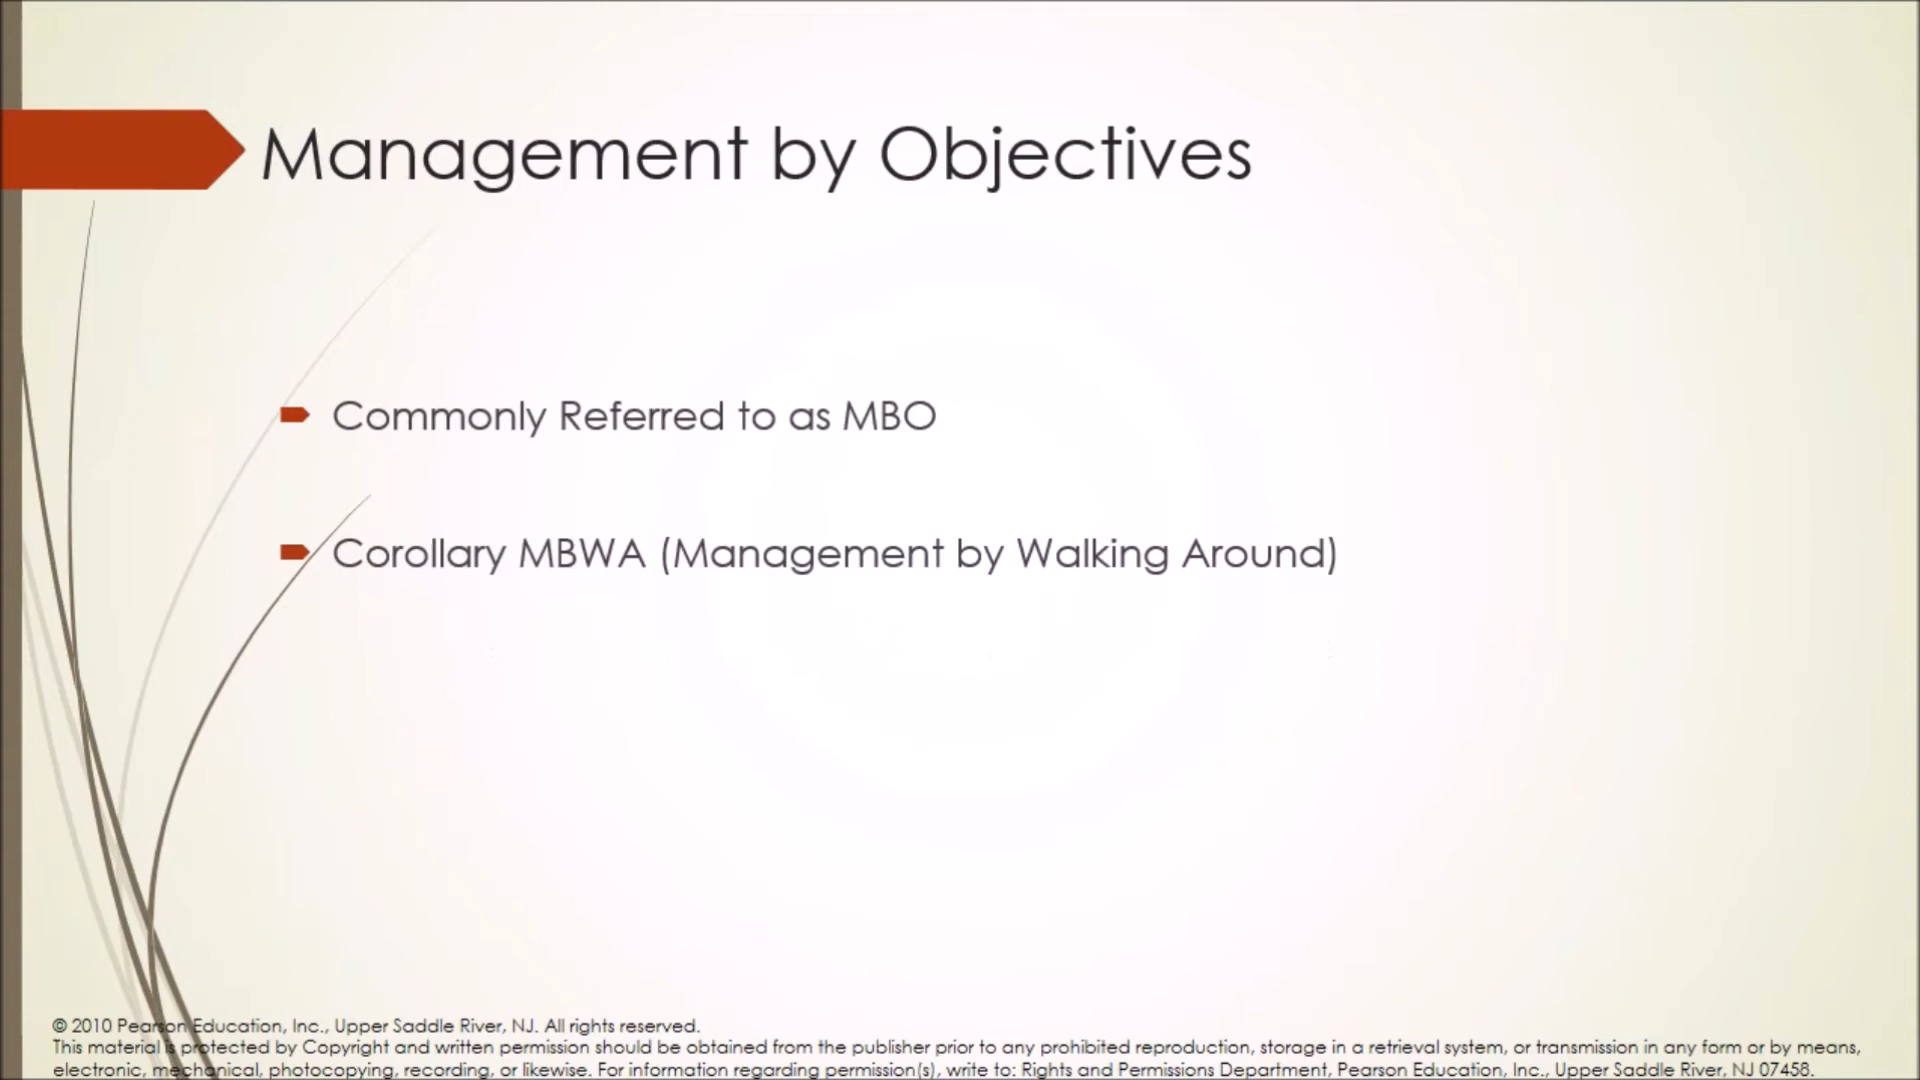 Management by Objectives
Commonly Referred to as MBO
Corollary MBWA (Management by Walking Around)
© 2010 Pearson Education, Inc., Upper Saddle River, NJ. All rights reserved.
This material is protected by Copyright and written permission should be obtained from the publisher prior to any prohibited reproduction, storage in a retrieval system, or transmission in any form or by means,
electronic, mechanical, photocopying, recording, or likewise. For information regarding permission(s), write to: Rights and Permissions Department, Pearson Education, Inc., Upper Saddle River, NJ 07458.